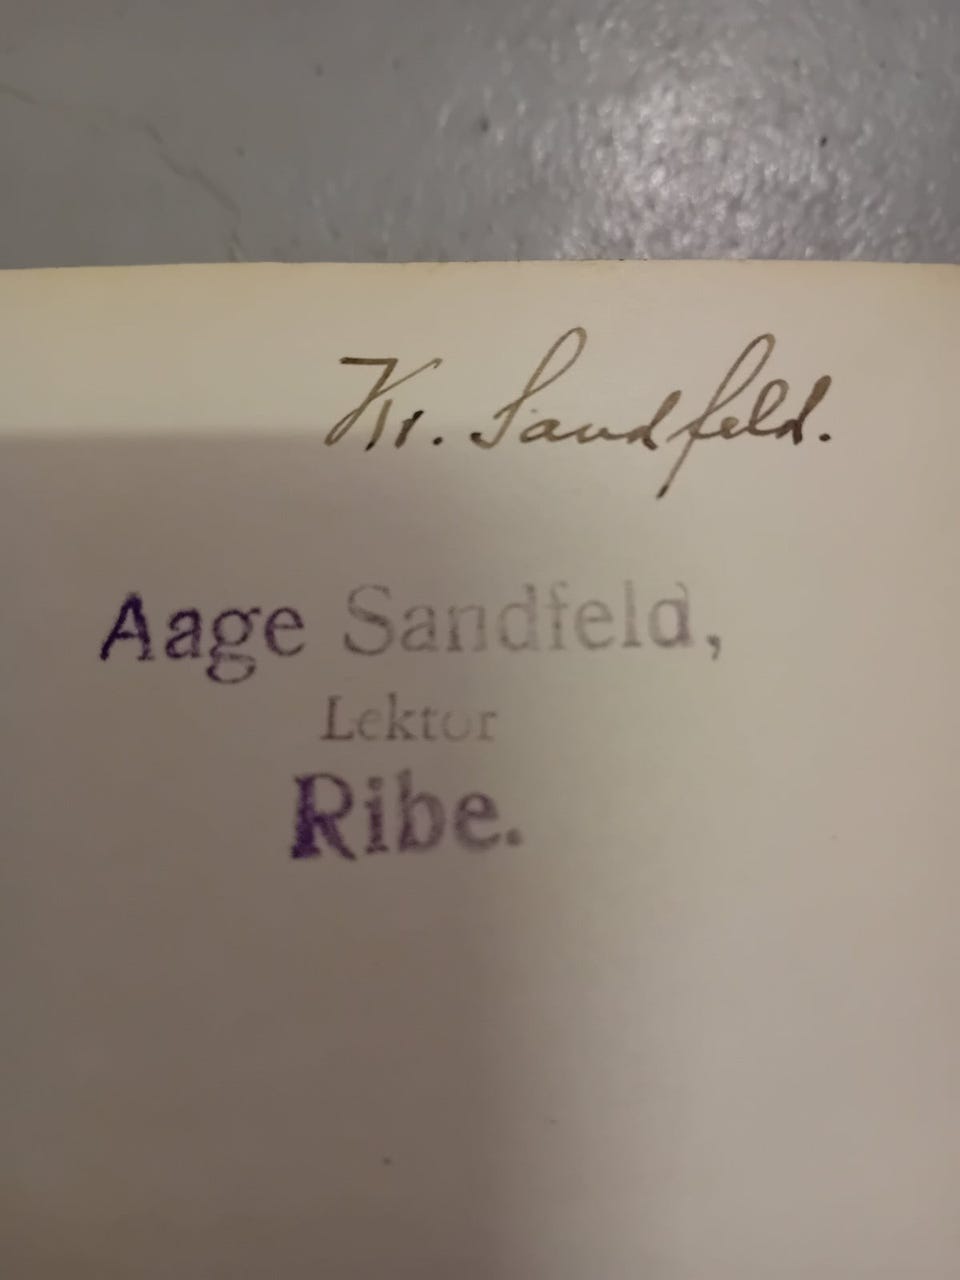 Kr. Sandfeld.
Aage Sandfeld,
Lektor
Ribe.